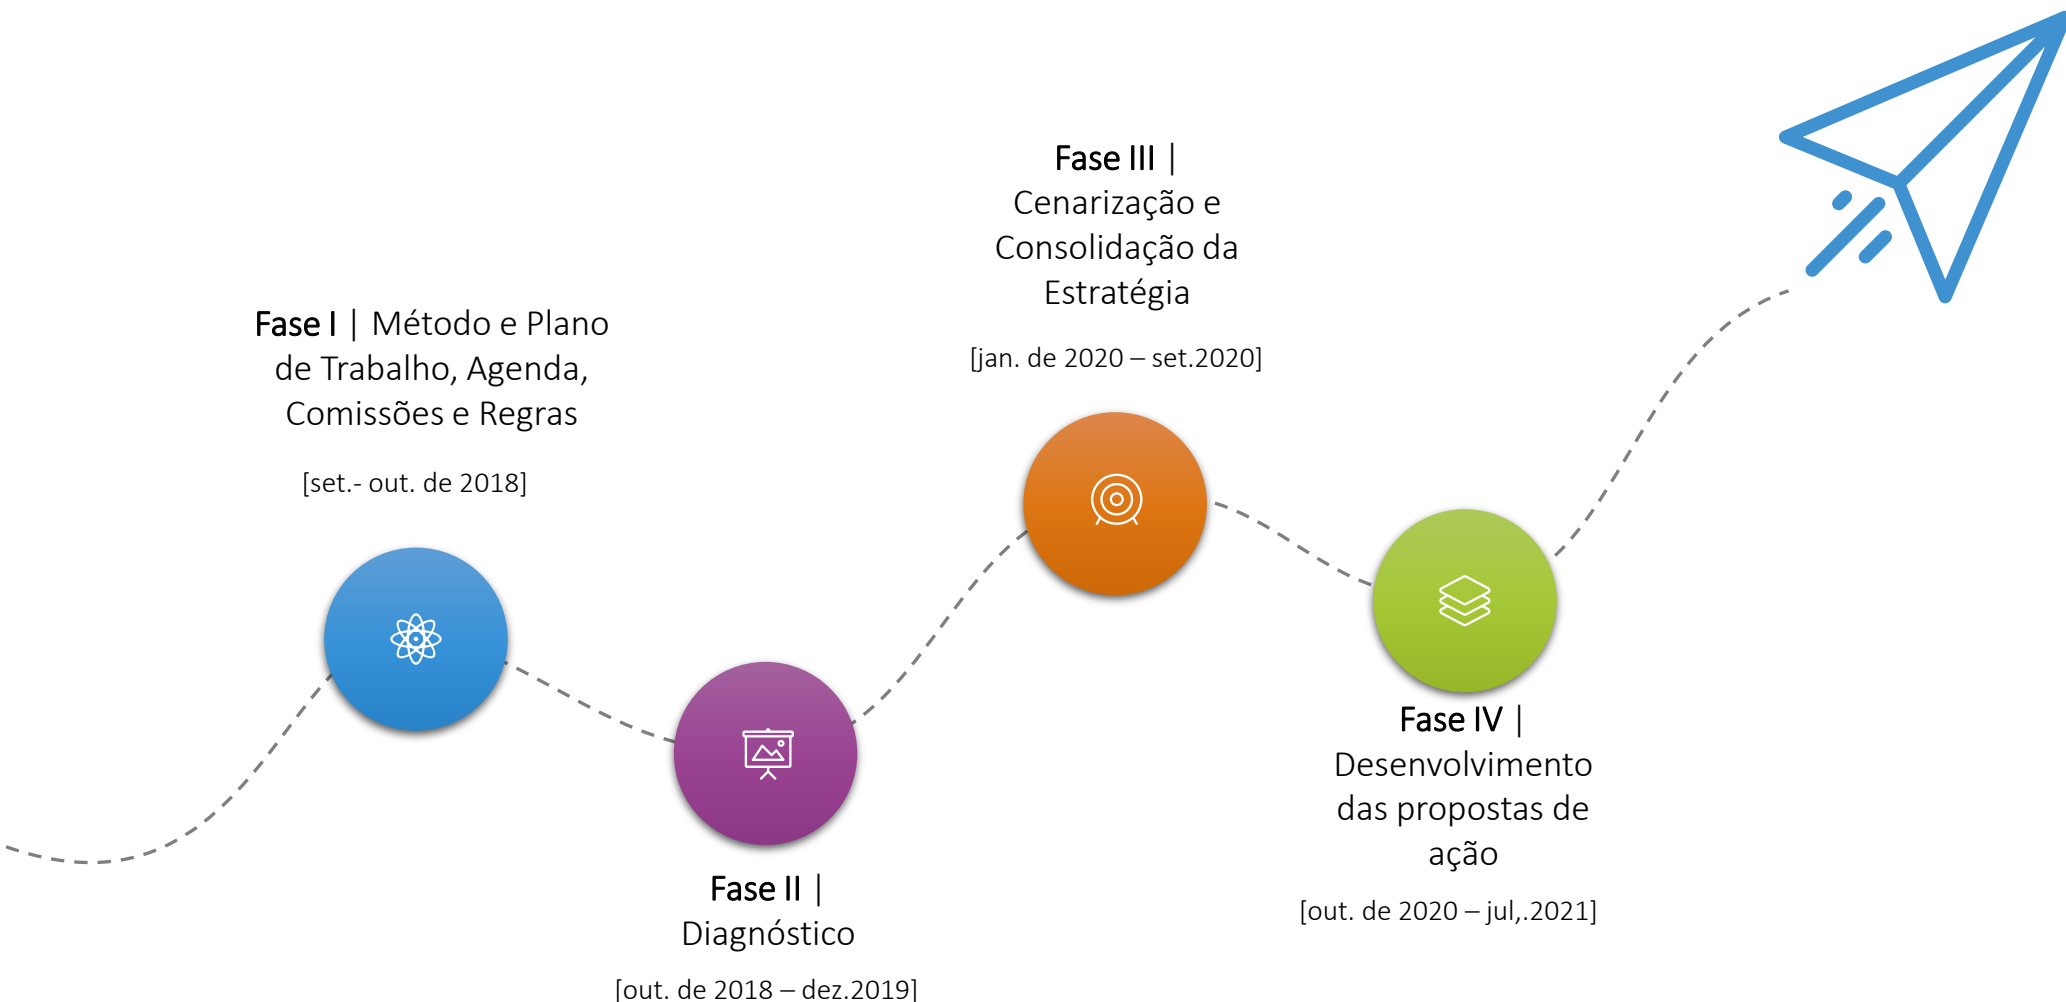 Fase I | Método e Plano
de Trabalho, Agenda,
Comissões e Regras
[set.- out. de 2018]
Fase II |
Diagnóstico
[out. de 2018 – dez.2019]
Fase III |
Cenarização e
Consolidação da
Estratégia
[jan. de 2020 – set.2020]
Fase IV |
Desenvolvimento
das propostas de
ação
[out. de 2020 – jul,.2021]